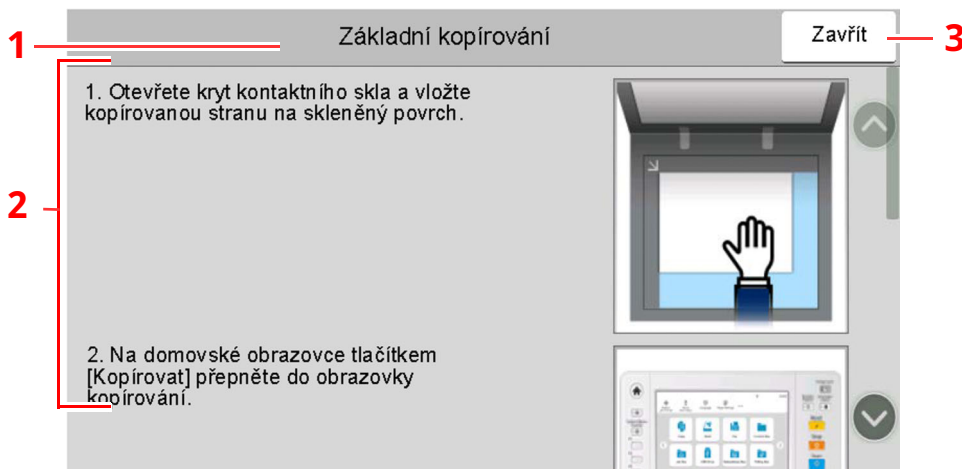 1
Základní kopírování
Zavřít
3
1. Otevřete kryt kontaktního skla a vložte
kopírovanou stranu na skleněný povrch.
2
2. Na domovské obrazovce tlačítkem
[Kopírovat] přepněte do obrazovky
kopírování.